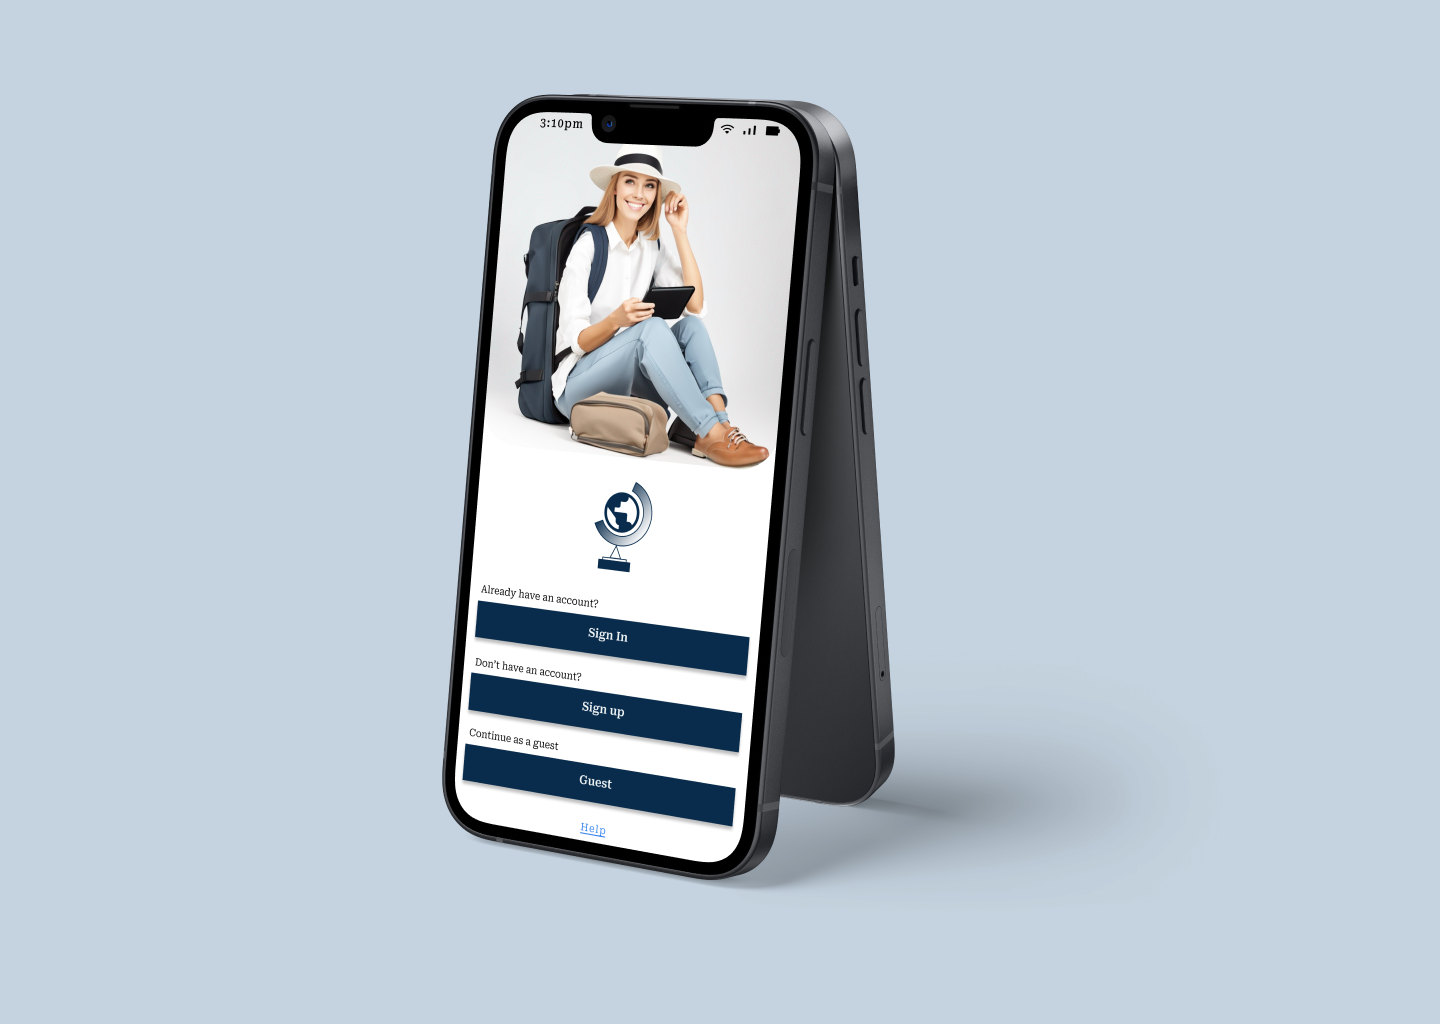 3:10pm
Already have an account?
Sign In
Don't have an account?
Sign up
Continue as a guest
Guest
Help